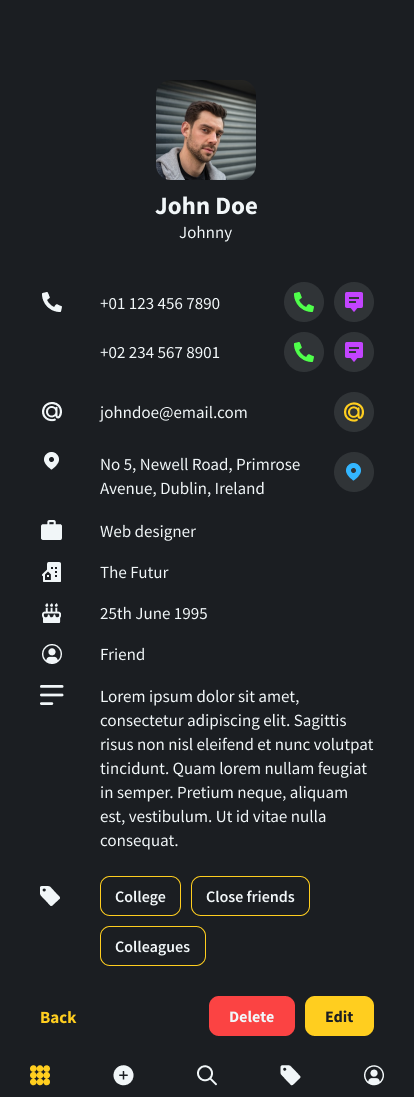 John Doe
Johnny
+01 123 456 7890
+02 234 567 8901
johndoe@email.com
No 5, Newell Road, Primrose
Avenue, Dublin, Ireland
Web designer
The Futur
25th June 1995
Friend
Lorem ipsum dolor sit amet,
consectetur adipiscing elit. Sagittis
risus non nisl eleifend et nunc volutpat
tincidunt. Quam lorem nullam feugiat
in semper. Pretium neque, aliquam
est, vestibulum. Ut id vitae nulla
consequat.
College Close friends
Colleagues
Back Delete Edit